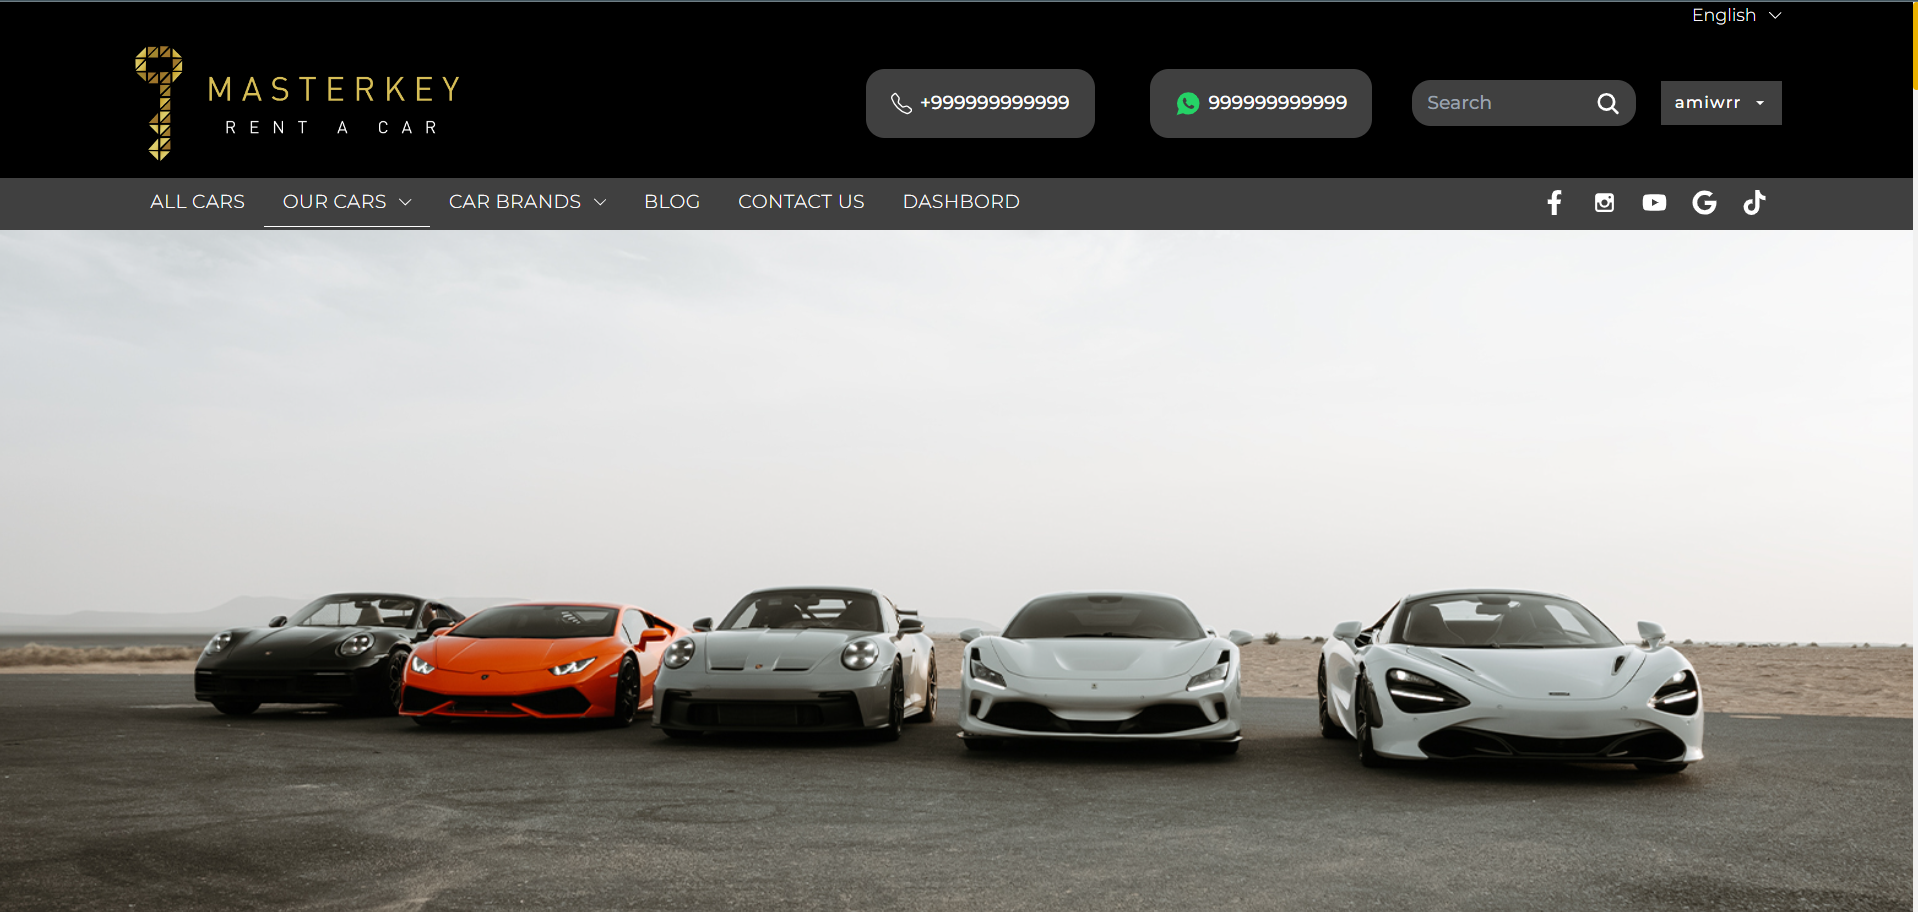 English
MASTERKEY
RENT A CAR
+999999999999
999999999999
Search
amiwrr
ALL CARS
OUR CARS
CAR BRANDS
BLOG
CONTACT US
DASHBORD